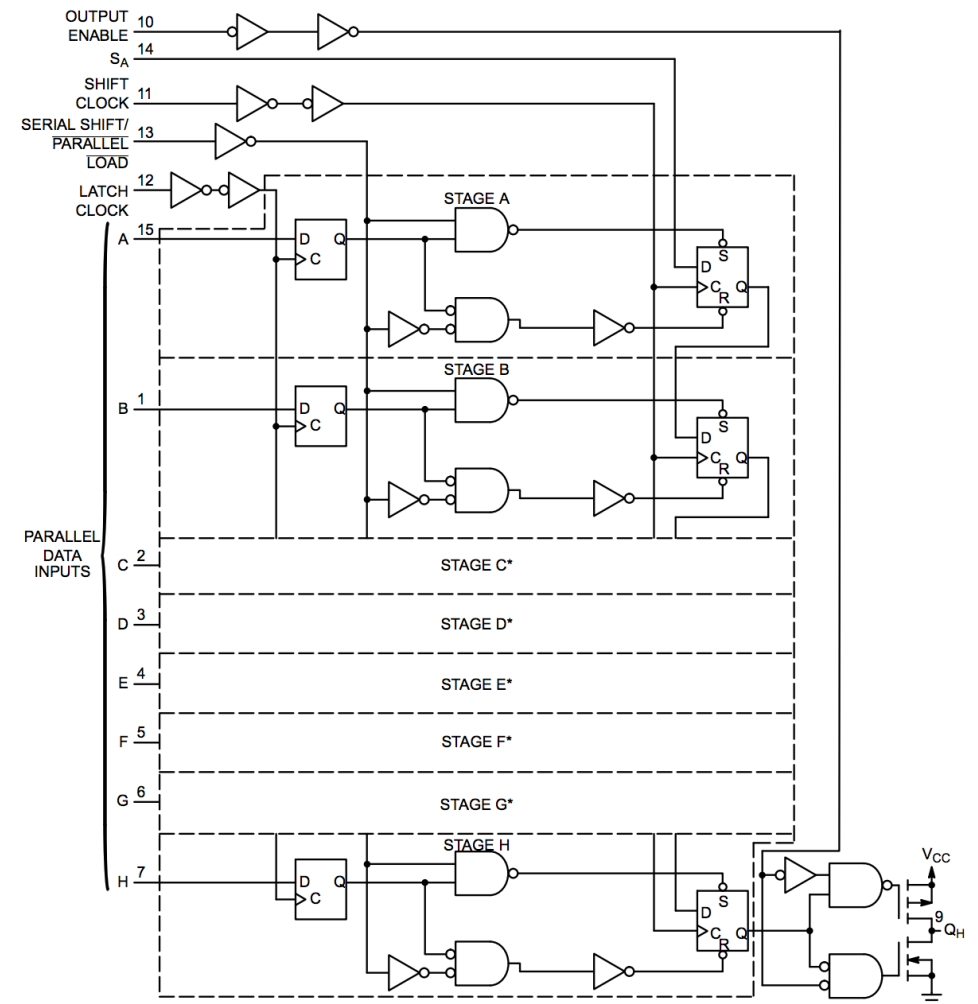 OUTPUT 10
ENABLE
14
SA
SHIFT
CLOCK 11
SERIAL SHIFT/
PARALLEL 13
LOAD
LATCH 12
CLOCK
STAGE A
A 15
D Q
C
S
D
C Q
R
STAGE B
B 1
D Q
C
S
D
C Q
R
PARALLEL
DATA
INPUTS
C 2
STAGE C*
D 3
STAGE D*
E 4
STAGE E*
F 5
STAGE F*
G 6
STAGE G*
STAGE H
H 7
D Q
C
S
D
C Q
R
VCC
9
QH